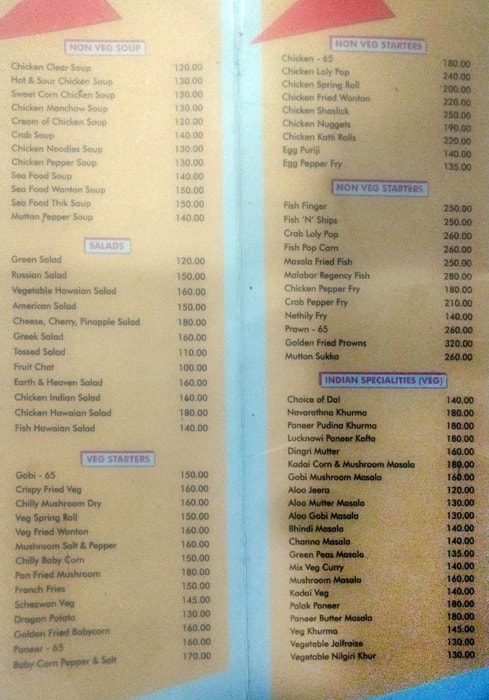 NON VEG SOUP
Chicken Clear Soup 120.00
Hot & Sour Chicken Soup 130.00
Sweet Corn Chicken Soup 130.00
Chicken Manchow Soup 130.00
Cream of Chicken Soup 120.00
Crab Soup 140.00
Chicken Noodles Soup 130.00
Chicken Pepper Soup 130.00
Sea Food Soup 140.00
Sea Food Wanton Soup 150.00
Sea Food Thik Soup 150.00
Mutton Pepper Soup 140.00
SALADS
Green Salad 120.00
Russian Salad 150.00
Vegetable Hawaian Salad 160.00
American Salad 150.00
Cheese, Cherry, Pinapple Salad 180.00
Greek Salad 160.00
Tossed Salad 110.00
Fruit Chat 100.00
Earth & Heaven Salad 160.00
Chicken Indian Salad 160.00
Chicken Hawaian Salad 180.00
Fish Hawaian Salad 140.00
VEG STARTERS
Gobi - 65 150.00
Crispy Fried Veg 160.00
Chilly Mushroom Dry 160.00
Veg Spring Roll 150.00
Veg Fried Wanton 160.00
Mushroom Salt & Pepper 160.00
Chilly Baby Corn 150.00
Pan Fried Mushroom 180.00
French Fries 150.00
Schezwan Veg 145.00
Dragon Potato 130.00
Golden Fried Babycorn 160.00
Paneer - 65 160.00
Baby Corn Pepper & Salt 170.00
NON VEG STARTERS
Chicken - 65 180.00
Chicken Loly Pop 240.00
Chicken Spring Roll 200.00
Chicken Fried Wonton 220.00
Chicken Shaslick 250.00
Chicken Nuggets 190.00
Chicken Katti Rolls 220.00
Egg Puriji 140.00
Egg Pepper Fry 135.00
NON VEG STARTERS
Fish Finger 250.00
Fish 'N' Ships 250.00
Crab Loly Pop 260.00
Fish Pop Corn 260.00
Masala Fried Fish 250.00
Malabar Regency Fish 280.00
Chicken Pepper Fry 180.00
Crab Pepper Fry 210.00
Nethily Fry 140.00
Prawn - 65 260.00
Golden Fried Prowns 320.00
Muttan Sukka 260.00
INDIAN SPECIALITIES (VEG)
Choice of Dal 140.00
Navarathna Khurma 180.00
Paneer Pudina Khurma 180.00
Lucknawi Paneer Kofta 180.00
Dingri Mutter 160.00
Kadai Corn & Mushroom Masala 180.00
Gobi Mushroom Masala 160.00
Aloo Jeera 120.00
Aloo Mutter Masala 130.00
Aloo Gobi Masala 130.00
Bhindi Masala 140.00
Channa Masala 140.00
Green Peas Masala 135.00
Mix Veg Curry 140.00
Mushroom Masala 160.00
Kadai Veg 140.00
Palak Paneer 180.00
Paneer Butter Masala 180.00
Veg Khurma 145.00
Vegetable Jalfraize 130.00
Vegetable Nilgiri Khur 130.00